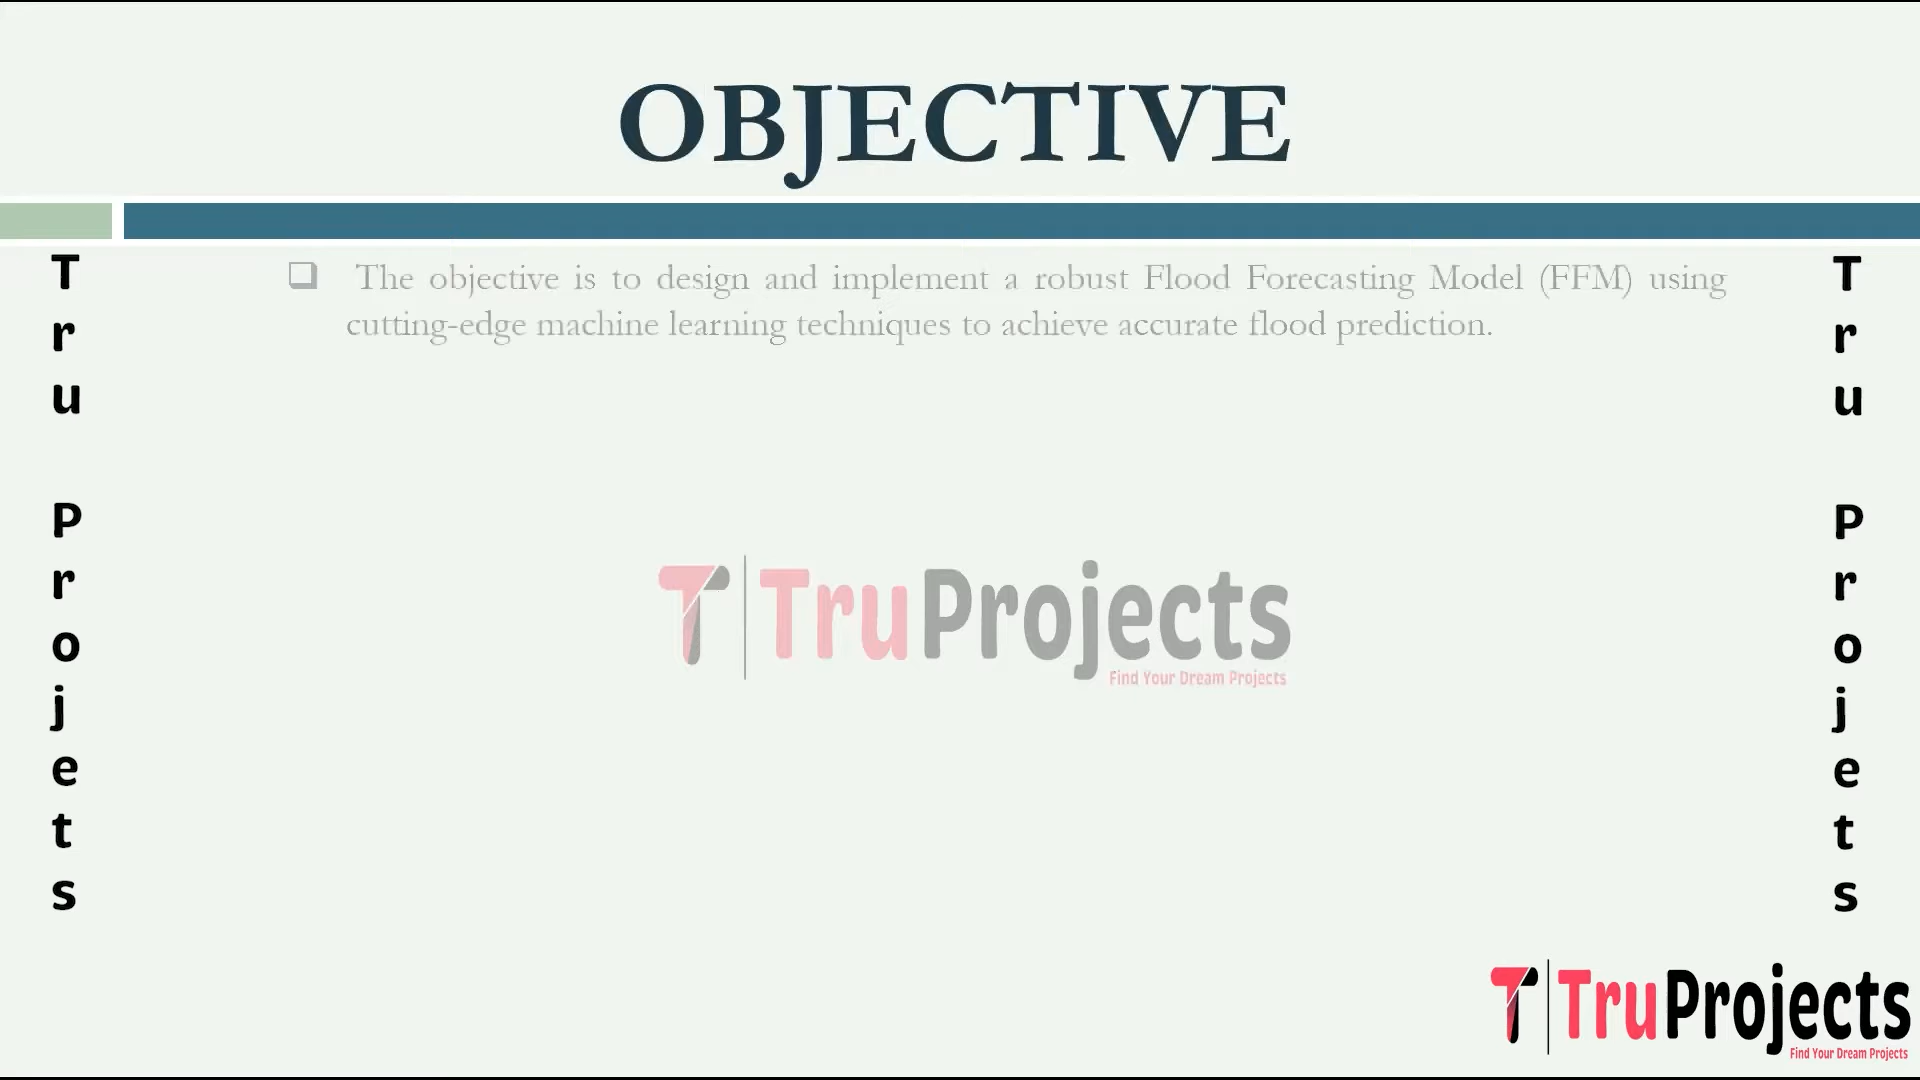 OBJECTIVE
❑ The objective is to design and implement a robust Flood Forecasting Model (FFM) using
cutting-edge machine learning techniques to achieve accurate flood prediction.
T
r
u
P
r
o
j
e
t
s
T
r
u
P
r
o
j
e
t
s
TruProjects
Find Your Dream Projects
TruProjects
Find Your Dream Projects